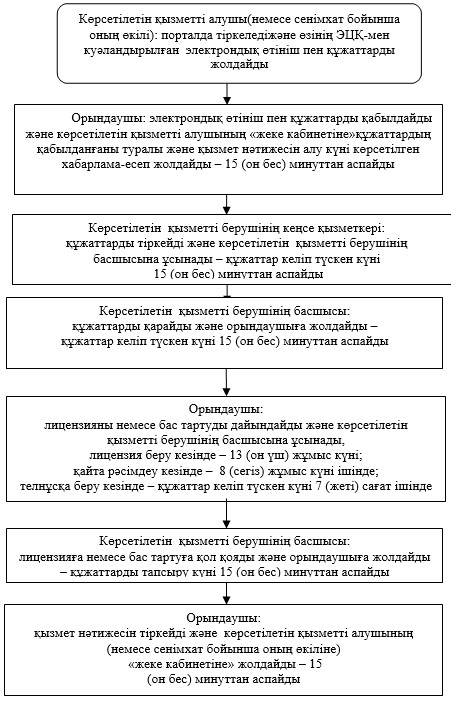 Көрсетілетін қызметті алушы(немесе сенімхат бойынша
оның өкілі): порталда тіркеледіжәне өзінің ЭЦҚ-мен
куәландырылған электрондық өтініш пен құжаттарды
жолдайды
Орындаушы: электрондық өтініш пен құжаттарды қабылдайды
және көрсетілетін қызметті алушының «жеке кабинетіне»құжаттардың
қабылданғаны туралы және қызмет нәтижесін алу күні көрсетілген
хабарлама-есеп жолдайды – 15 (он бес) минуттан аспайды
Көрсетілетін қызметті берушінің кеңсе қызметкері:
құжаттарды тіркейді және көрсетілетін қызметті берушінің
басшысына ұсынады – құжаттар келіп түскен күні
15 (он бес) минуттан аспайды
Көрсетілетін қызметті берушінің басшысы:
құжаттарды қарайды және орындаушыға жолдайды –
құжаттар келіп түскен күні 15 (он бес) минуттан аспайды
Орындаушы:
лицензияны немесе бас тартуды дайындайды және көрсетілетін
қызметті берушінің басшысына ұсынады,
лицензия беру кезінде – 13 (он үш) жұмыс күні;
қайта рәсімдеу кезінде – 8 (сегіз) жұмыс күні ішінде;
телнұсқа беру кезінде – құжаттар келіп түскен күні 7 (жеті) сағат ішінде
Көрсетілетін қызметті берушінің басшысы:
лицензияға немесе бас тартуға қол қояды және орындаушыға жолдайды
– құжаттарды тапсыру күні 15 (он бес) минуттан аспайды
Орындаушы:
қызмет нәтижесін тіркейді және көрсетілетін қызметті алушының
(немесе сенімхат бойынша оның өкіліне)
«жеке кабинетіне» жолдайды – 15
(он бес) минуттан аспайды